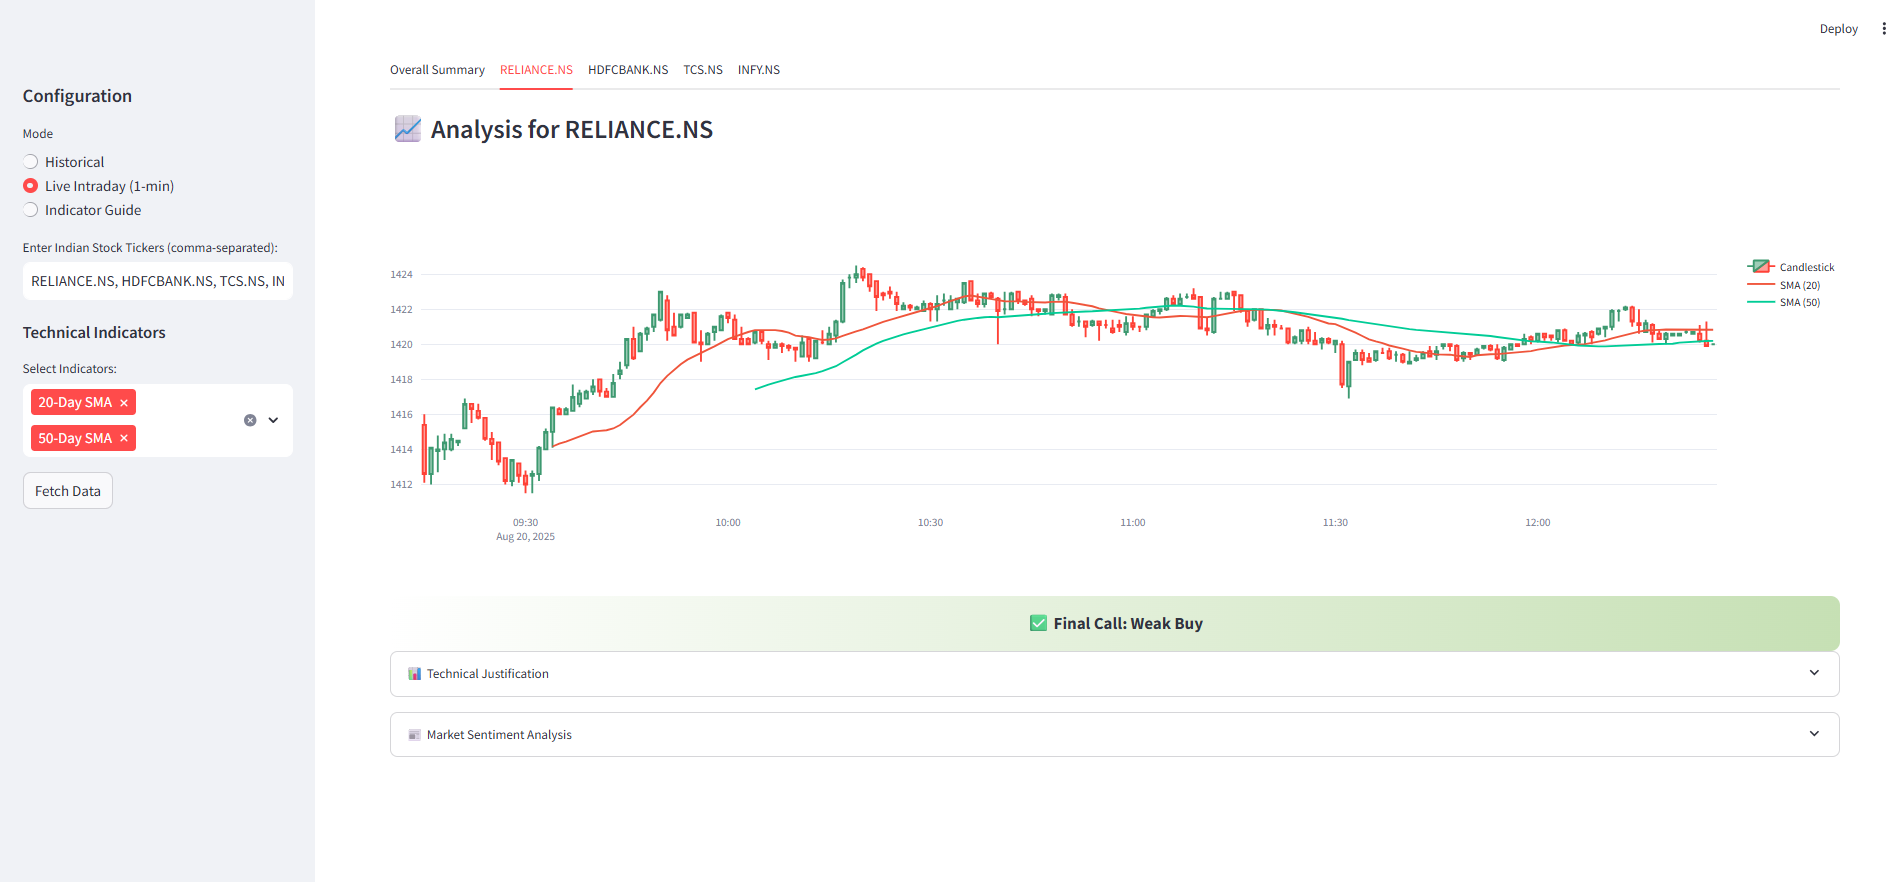 Deploy
Configuration
Mode
Historical
Live Intraday (1-min)
Indicator Guide
Enter Indian Stock Tickers (comma-separated):
RELIANCE.NS, HDFCBANK.NS, TCS.NS, IN
Technical Indicators
Select Indicators:
20-Day SMA ×
50-Day SMA ×
Fetch Data
Overall Summary RELIANCE.NS HDFCBANK.NS TCS.NS INFY.NS
Analysis for RELIANCE.NS
1424
1422
1420
1418
1416
1414
1412
09:30 10:00 10:30 11:00 11:30 12:00
Aug 20, 2025
Candlestick
SMA (20)
SMA (50)
Final Call: Weak Buy
Technical Justification
Market Sentiment Analysis